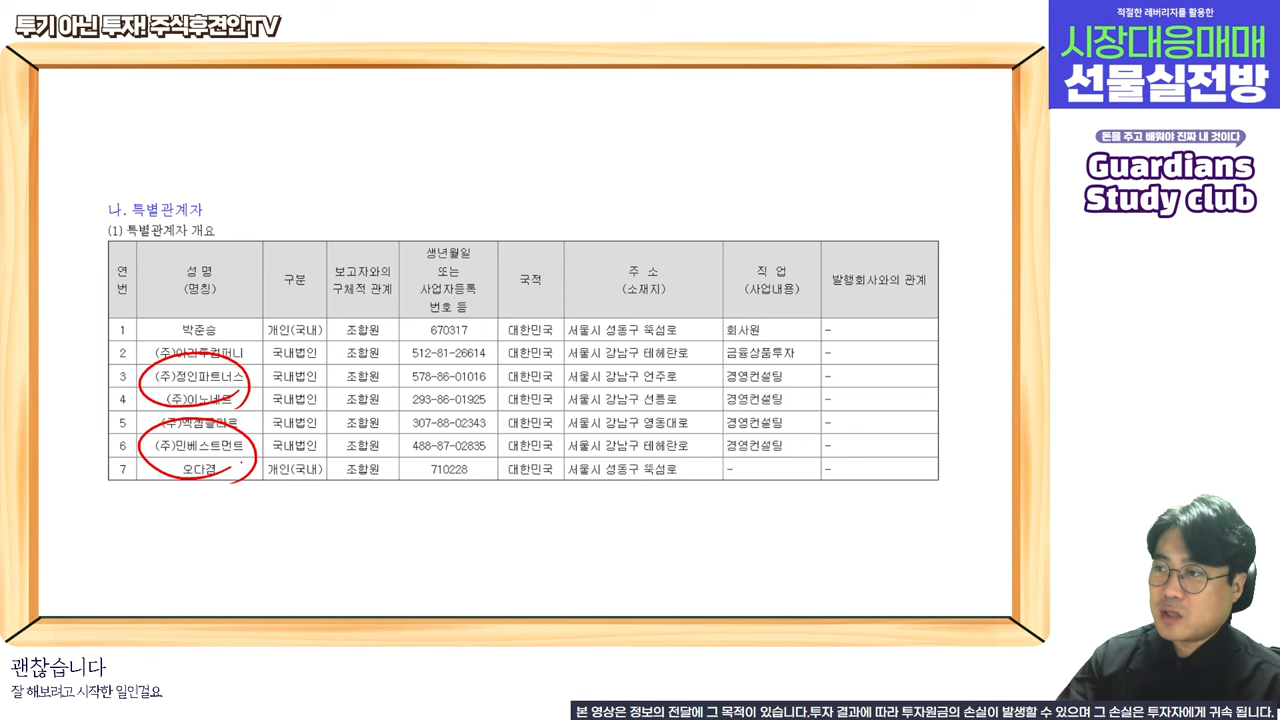 투기 아닌 투자! 주식후견인TV
적절한 레버리지를 활용한
시장대응매매
선물실전방
돈을 주고 배워야 진짜 내 것이다
Guardians
Study club
나. 특별관계자
(1) 특별관계자 개요
연번 성 명 (명칭) 구분 보고자와의 구체적 관계 생년월일 또는 사업자등록 번호 등 국적 주 소 (소재지) 직 업 (사업내용) 발행회사와의 관계
1 박준승 개인(국내) 조합원 670317 대한민국 서울시 성동구 뚝섬로 회사원 -
2 국내법인 조합원 512-81-26614 대한민국 서울시 강남구 테헤란로 금융상품투자 -
3 (주)정인파트너스 국내법인 조합원 578-86-01016 대한민국 서울시 강남구 언주로 경영컨설팅 -
4 (주)이노네트 국내법인 조합원 293-86-01925 대한민국 서울시 강남구 선릉로 경영컨설팅 -
5 국내법인 조합원 307-88-02343 대한민국 서울시 강남구 영동대로 경영컨설팅 -
6 (주)민베스트먼트 국내법인 조합원 488-87-02835 대한민국 서울시 강남구 테헤란로 경영컨설팅 -
7 오다겸 개인(국내) 조합원 710228 대한민국 서울시 성동구 뚝섬로 - -
괜찮습니다
잘 해보려고 시작한 일인걸요
본 영상은 정보의 전달에 그 목적이 있습니다.투자 결과에 따라 투자원금의 손실이 발생할 수 있으며 그 손실은 투자자에게 귀속 됩니다.